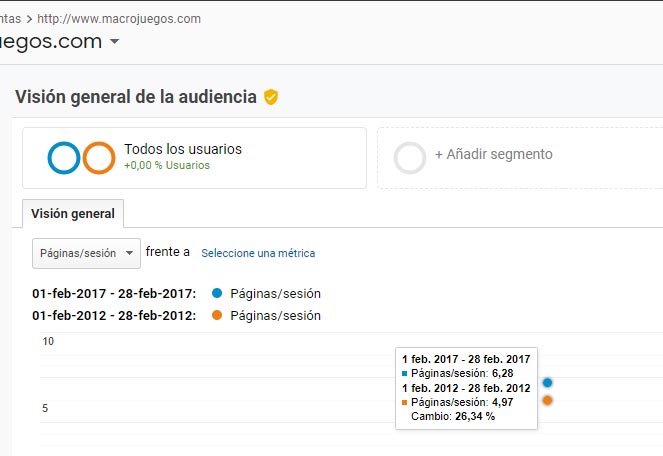 ntas > http://www.macrojuegos.com
uegos.com
Visión general de la audiencia
Todos los usuarios
+0,00 % Usuarios
+ Añadir segmento
Visión general
Páginas/sesión frente a Seleccione una métrica
01-feb-2017 - 28-feb-2017: Páginas/sesión
01-feb-2012 - 28-feb-2012: Páginas/sesión
10
1 feb. 2017 - 28 feb. 2017
Páginas/sesión: 6,28
1 feb. 2012 - 28 feb. 2012
Páginas/sesión: 4,97
Cambio: 26,34 %
5